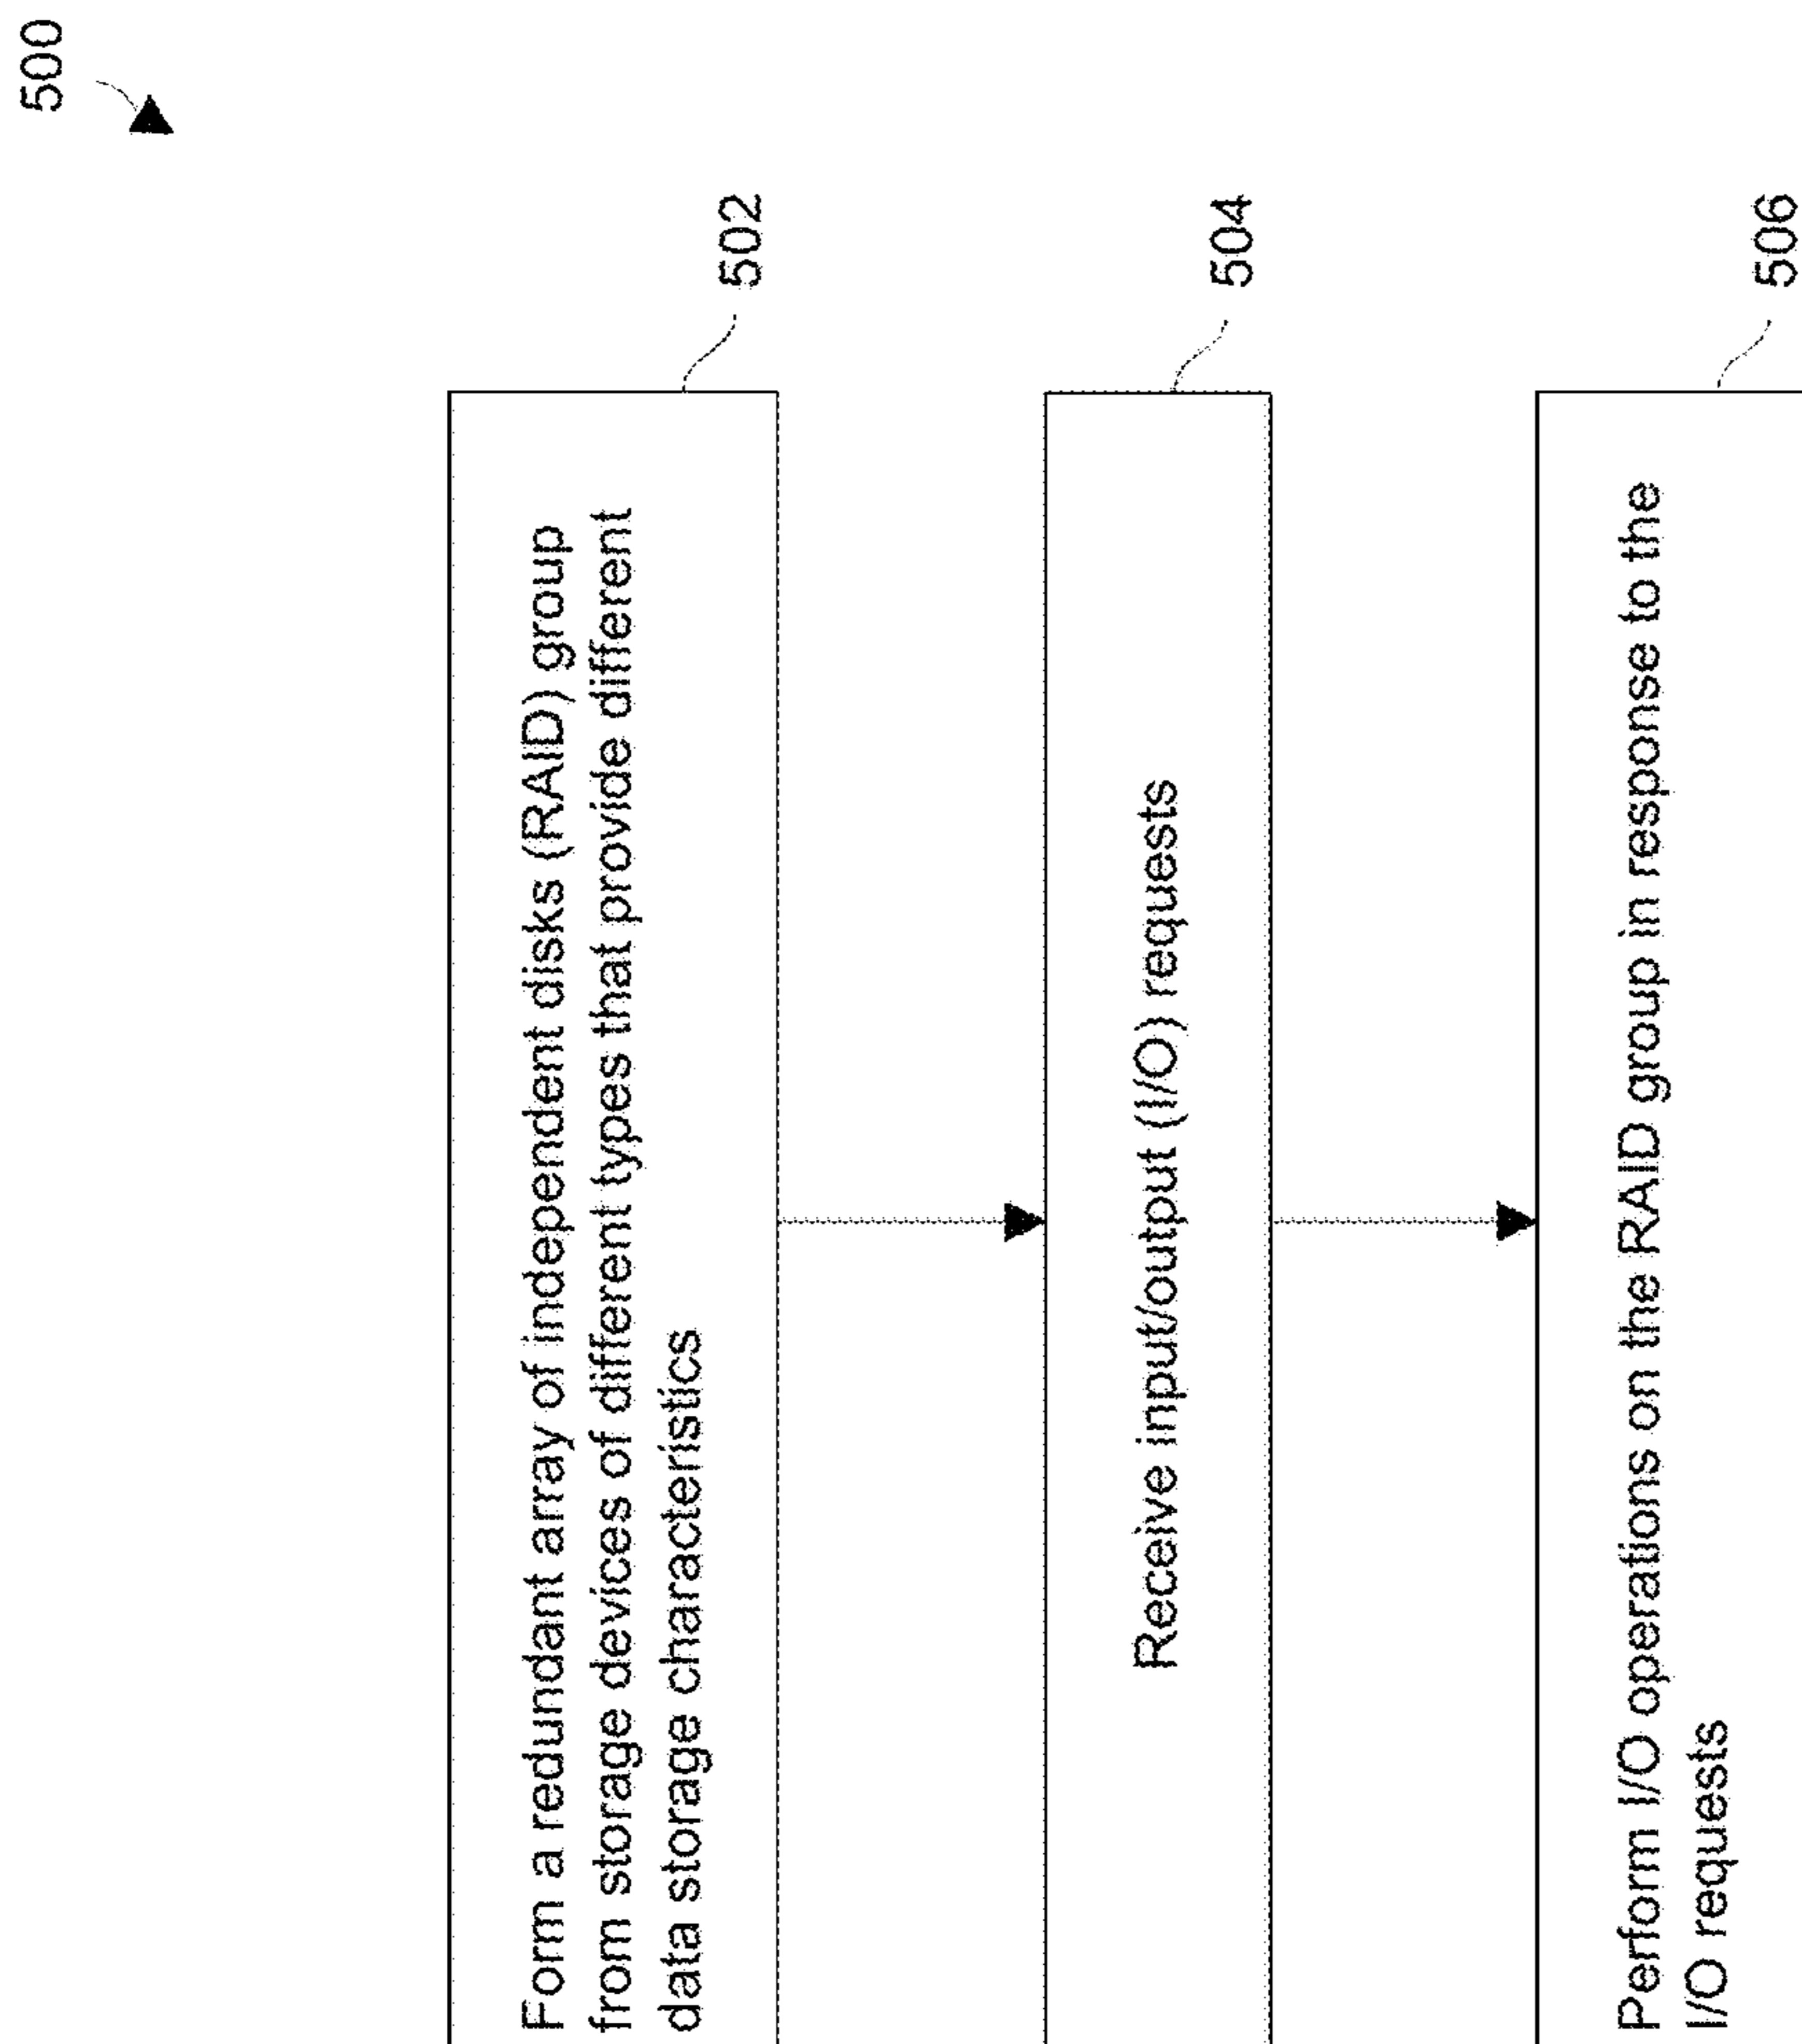 500
Form a redundant array of independent disks (RAID) group
from storage devices of different types that provide different
data storage characteristics
502
Receive input/output (I/O) requests
504
Perform I/O operations on the RAID group in response to the
I/O requests
506